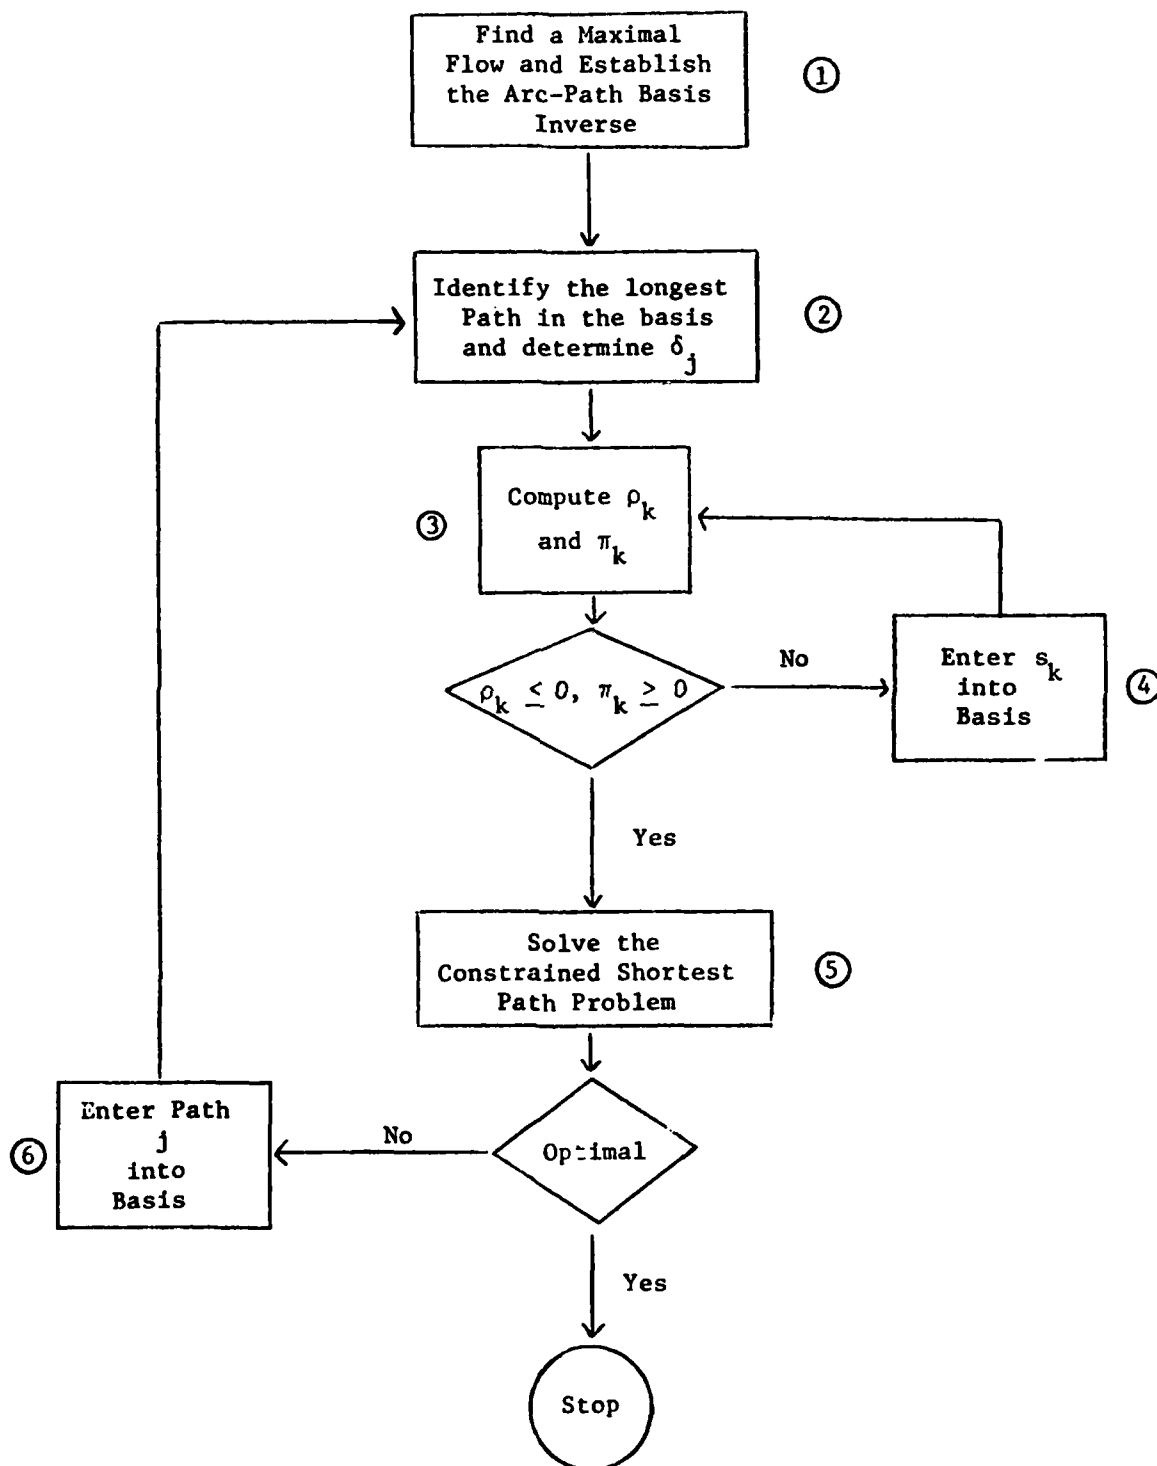 Find a Maximal
Flow and Establish
the Arc-Path Basis
Inverse
①
Identify the longest
Path in the basis
and determine δj
②
Compute ρk
and πk
③
ρk ≤ 0, πk ≥ 0
No
Enter sk
into
Basis
④
Yes
Solve the
Constrained Shortest
Path Problem
⑤
Optimal
No
Enter Path
j
into
Basis
⑥
Yes
Stop